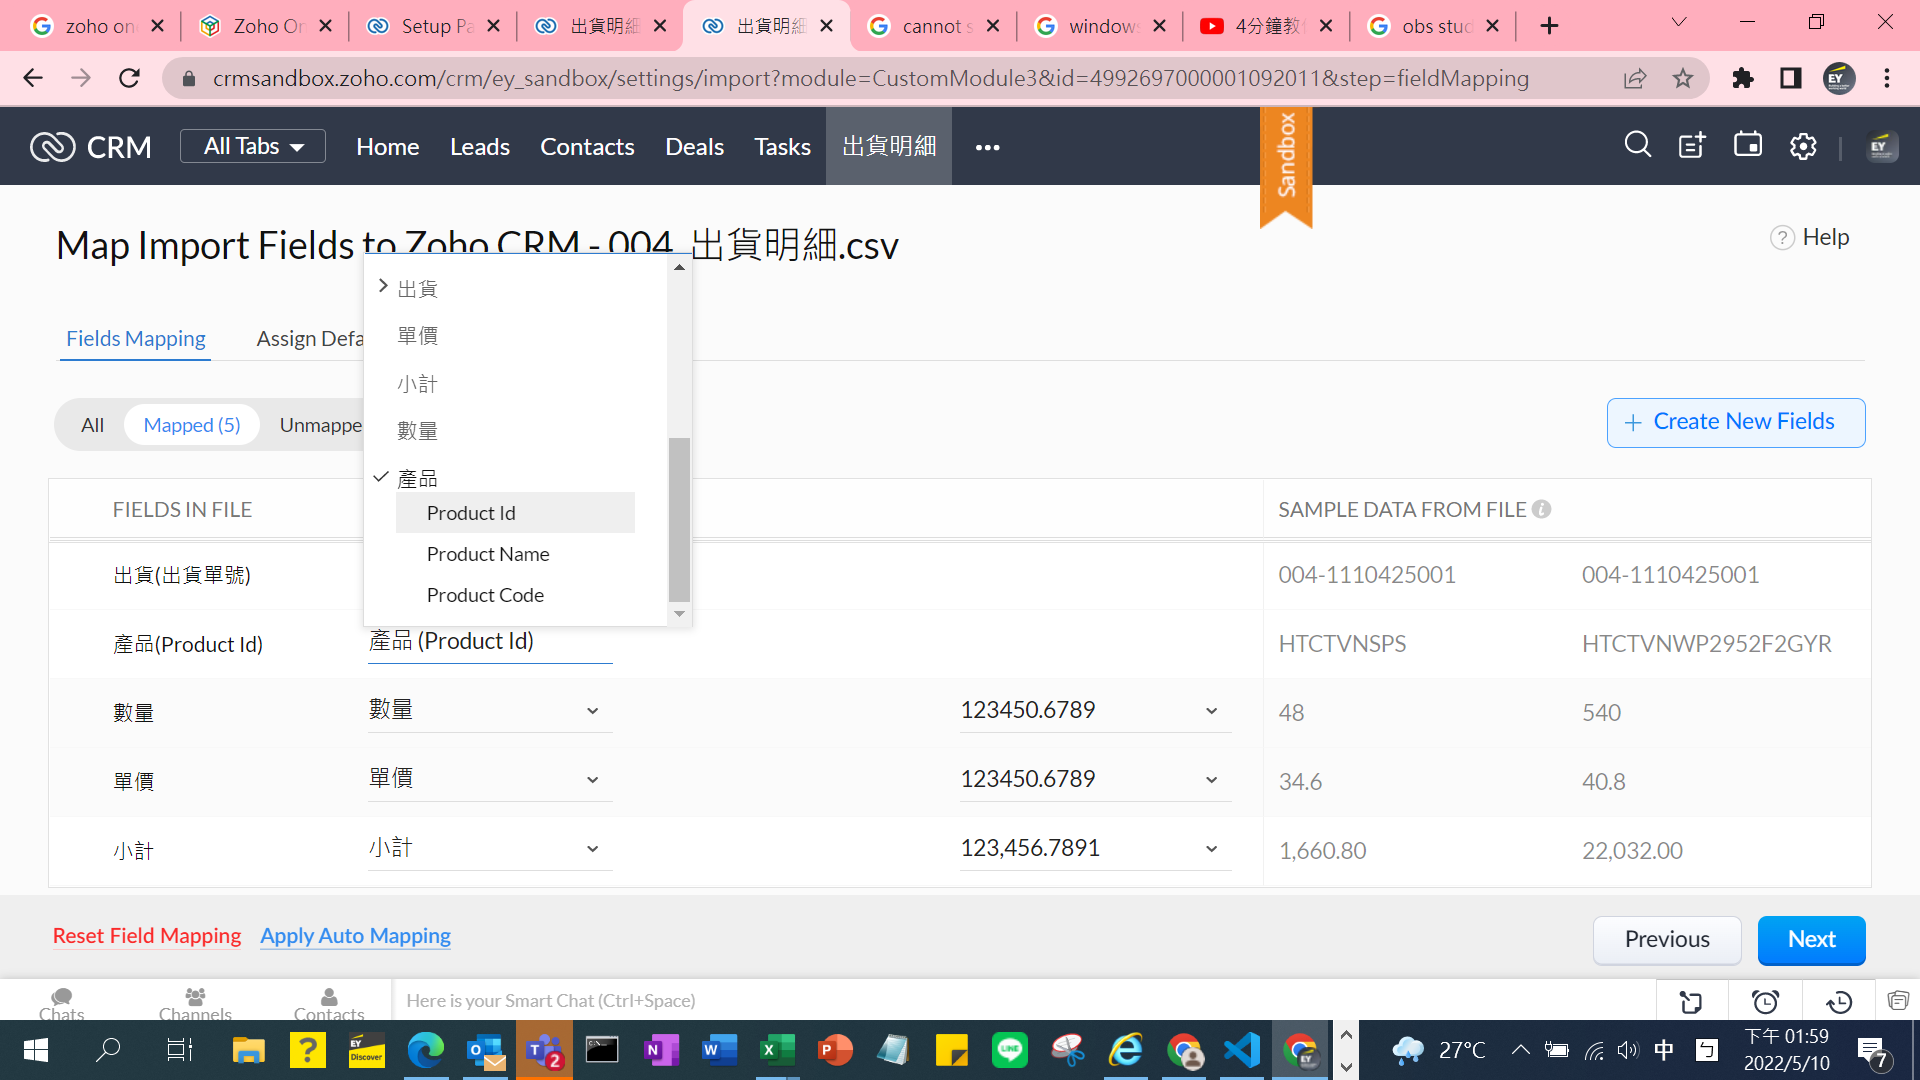 zoho on
Zoho On
Setup Pa
出貨明細
出貨明細
cannot s
windows
4分鐘教
obs stud
crmsandbox.zoho.com/crm/ey_sandbox/settings/import?module=CustomModule3&id=4992697000001092011&step=fieldMapping
EY
CRM
All Tabs
Home
Leads
Contacts
Deals
Tasks
出貨明細
Sandbox
EY
Map Import Fields to Zoho CRM - 004_出貨明細.csv
? Help
Fields Mapping
Assign Defa
出貨
單價
小計
數量
產品
Product Id
Product Name
Product Code
All
Mapped (5)
Unmappe
+ Create New Fields
FIELDS IN FILE
SAMPLE DATA FROM FILE i
出貨(出貨單號)
004-1110425001
004-1110425001
產品(Product Id)
產品 (Product Id)
HTCTVNSPS
HTCTVNWP2952F2GYR
數量
數量
123450.6789
48
540
單價
單價
123450.6789
34.6
40.8
小計
小計
123,456.7891
1,660.80
22,032.00
Reset Field Mapping
Apply Auto Mapping
Previous
Next
Chats
Channels
Contacts
Here is your Smart Chat (Ctrl+Space)
EY
Discover
2
LINE
27°C
中
下午 01:59
2022/5/10
7